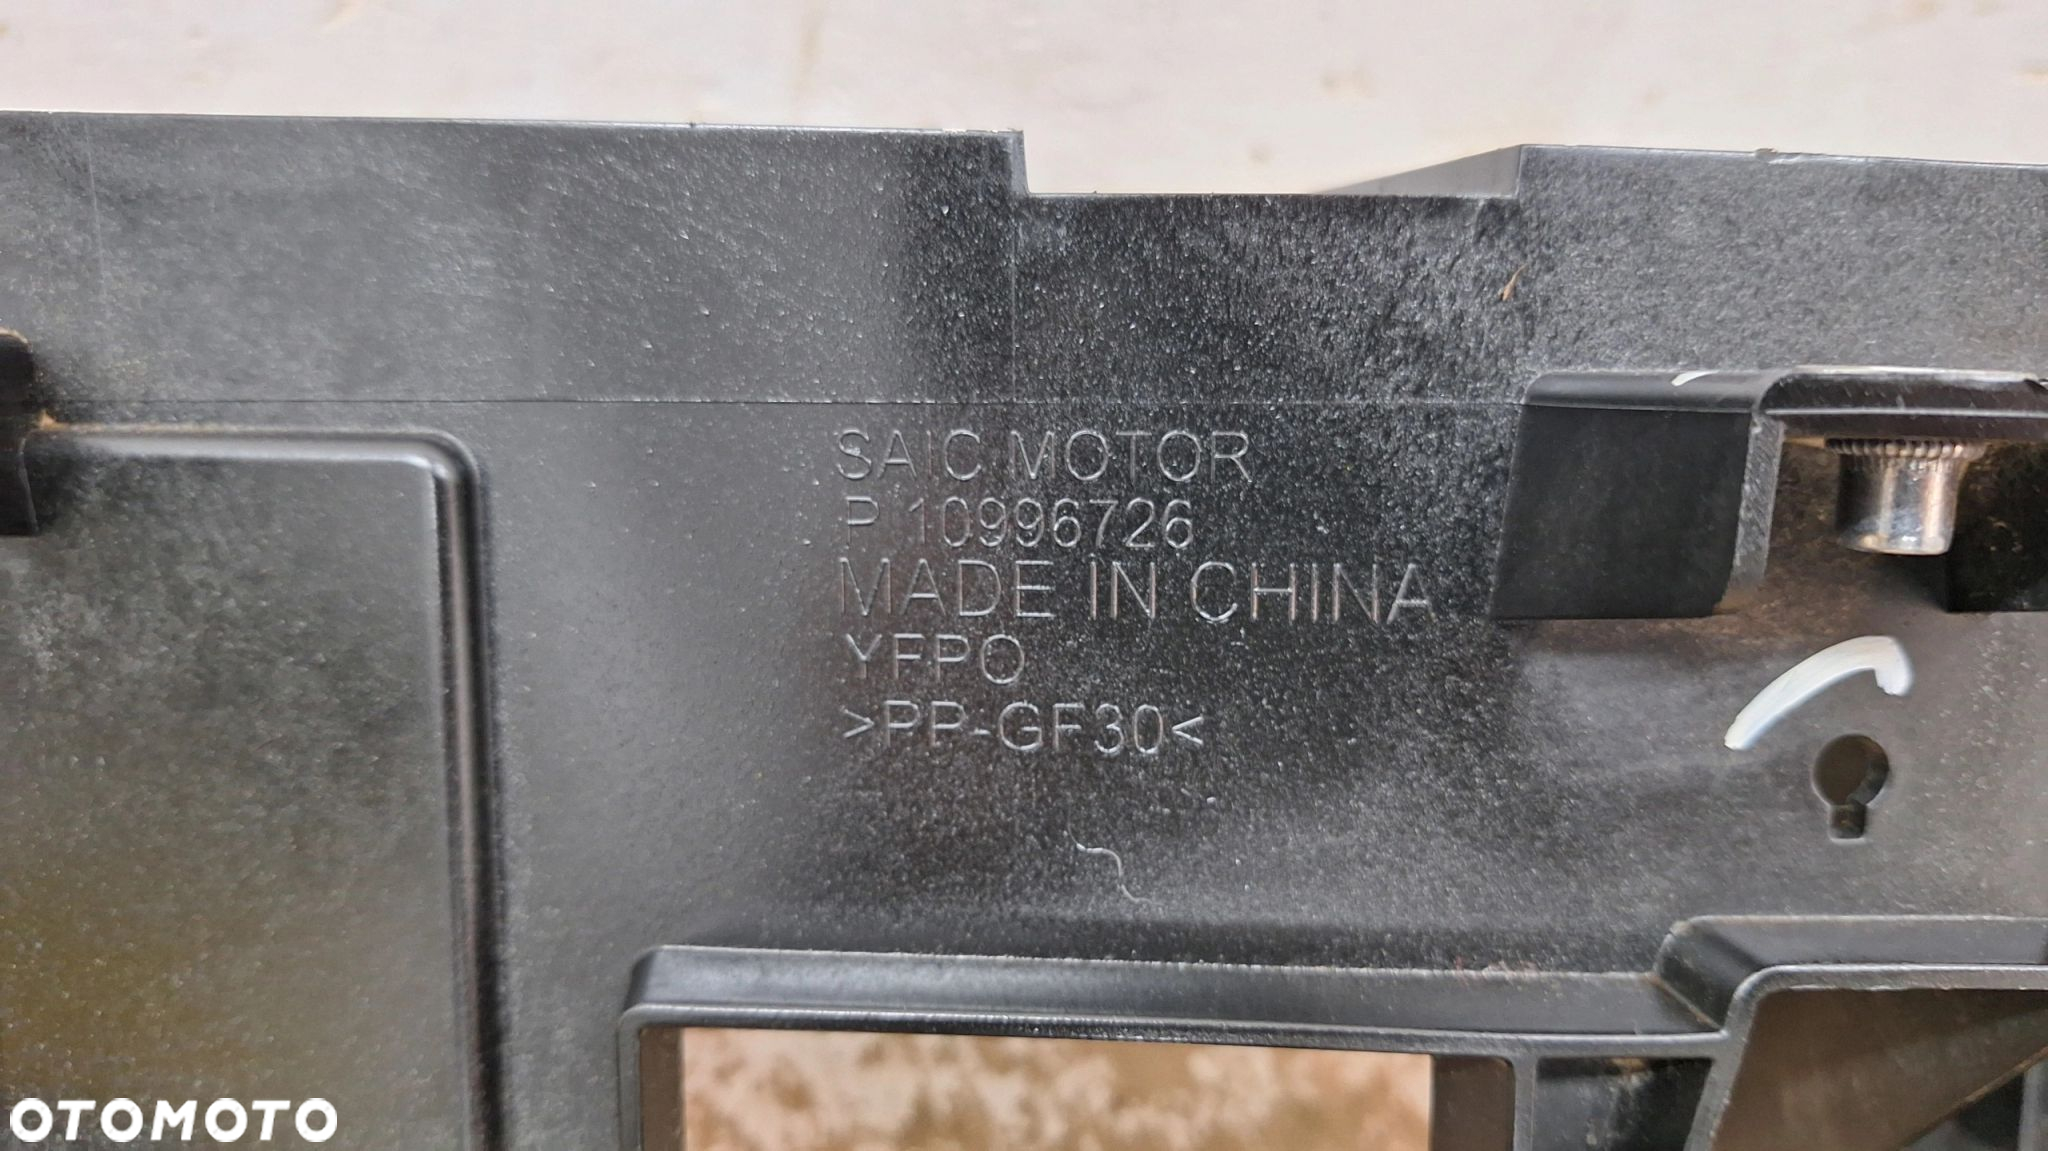 SAIC MOTOR
P 10996726
MADE IN CHINA
YFPO
>PP-GF30<
OTOMOTO